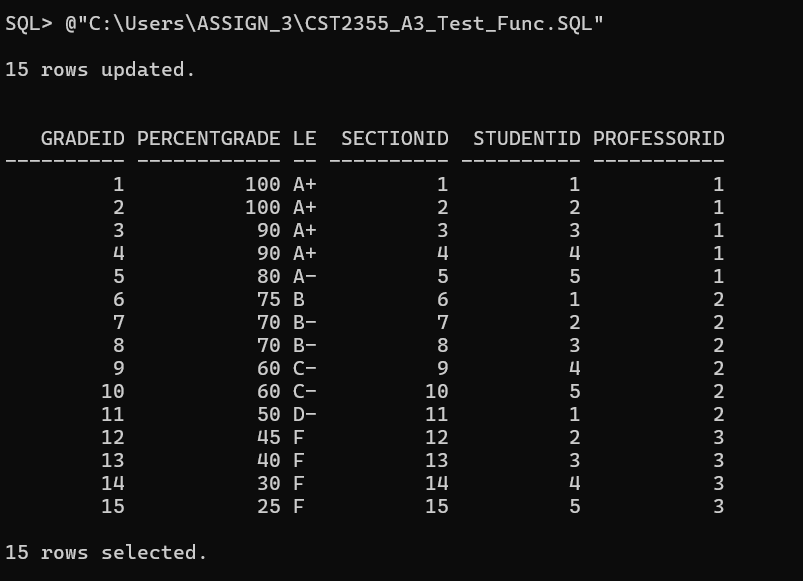 SQL> @"C:\Users\ASSIGN_3\CST2355_A3_Test_Func.SQL"
15 rows updated.
GRADEID PERCENTGRADE LE SECTIONID STUDENTID PROFESSORID
---------- ------------ -- ---------- ---------- -----------
1 100 A+ 1 1 1
2 100 A+ 2 2 1
3 90 A+ 3 3 1
4 90 A+ 4 4 1
5 80 A- 5 5 1
6 75 B 6 1 2
7 70 B- 7 2 2
8 70 B- 8 3 2
9 60 C- 9 4 2
10 60 C- 10 5 2
11 50 D- 11 1 2
12 45 F 12 2 3
13 40 F 13 3 3
14 30 F 14 4 3
15 25 F 15 5 3
15 rows selected.